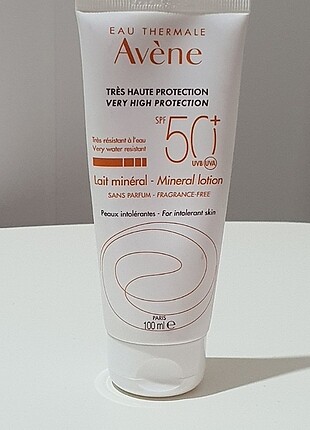 EAU THERMALE
Avène
TRÈS HAUTE PROTECTION
VERY HIGH PROTECTION
SPF 50+
UVB UVA
Très résistant à l'eau
Very water resistant
Lait minéral - Mineral lotion
SANS PARFUM - FRAGRANCE-FREE
Peaux intolérantes - For intolerant skin
PARIS
100 ml e